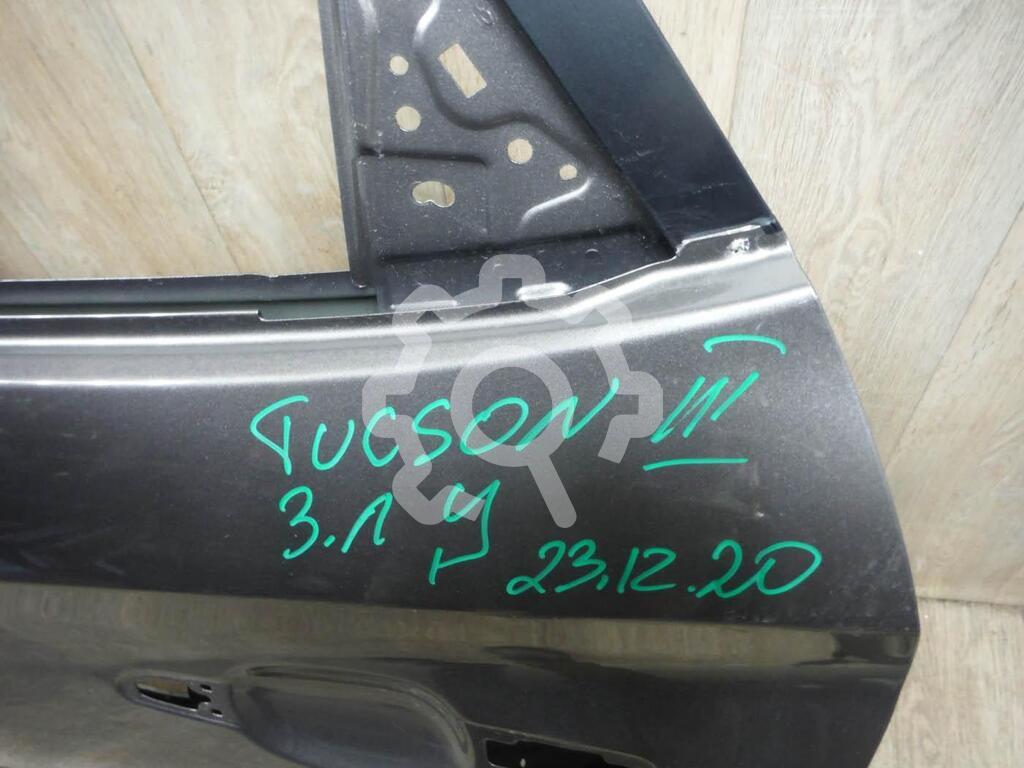 TUCSON III
3.Л У
23.12.20